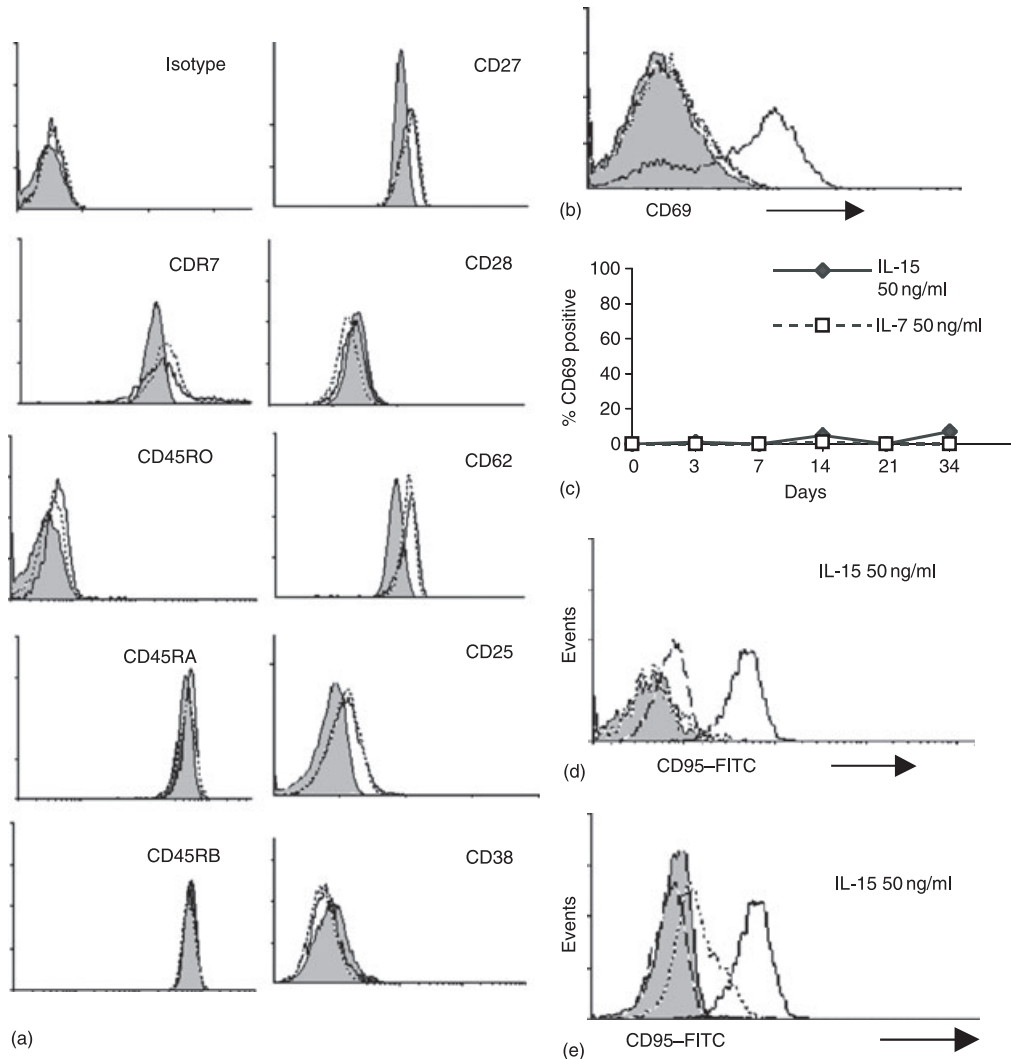 Isotype
CD27
CDR7
CD28
CD45RO
CD62
CD45RA
CD25
CD45RB
CD38
(a)
(b)
CD69
100
80
60
40
20
0
% CD69 positive
IL-15
50 ng/ml
IL-7 50 ng/ml
0 3 7 14 21 34
Days
(c)
IL-15 50 ng/ml
Events
CD95–FITC
(d)
IL-15 50 ng/ml
Events
CD95–FITC
(e)